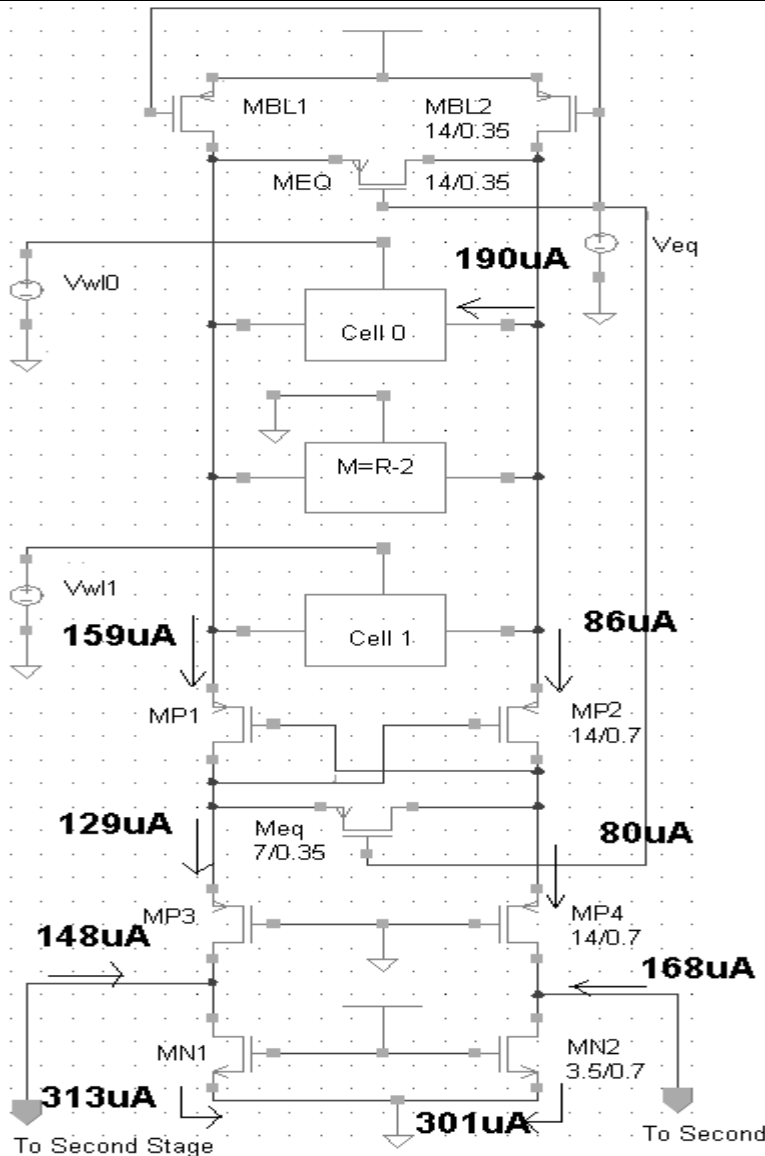 MBL1
MBL2
14/0.35
MEQ
14/0.35
Veq
190uA
Vwl0
Cell 0
M=R-2
Vwl1
Cell 1
159uA
86uA
MP1
MP2
14/0.7
129uA
Meq
7/0.35
80uA
MP3
MP4
14/0.7
148uA
168uA
MN1
MN2
3.5/0.7
313uA
301uA
To Second Stage
To Second